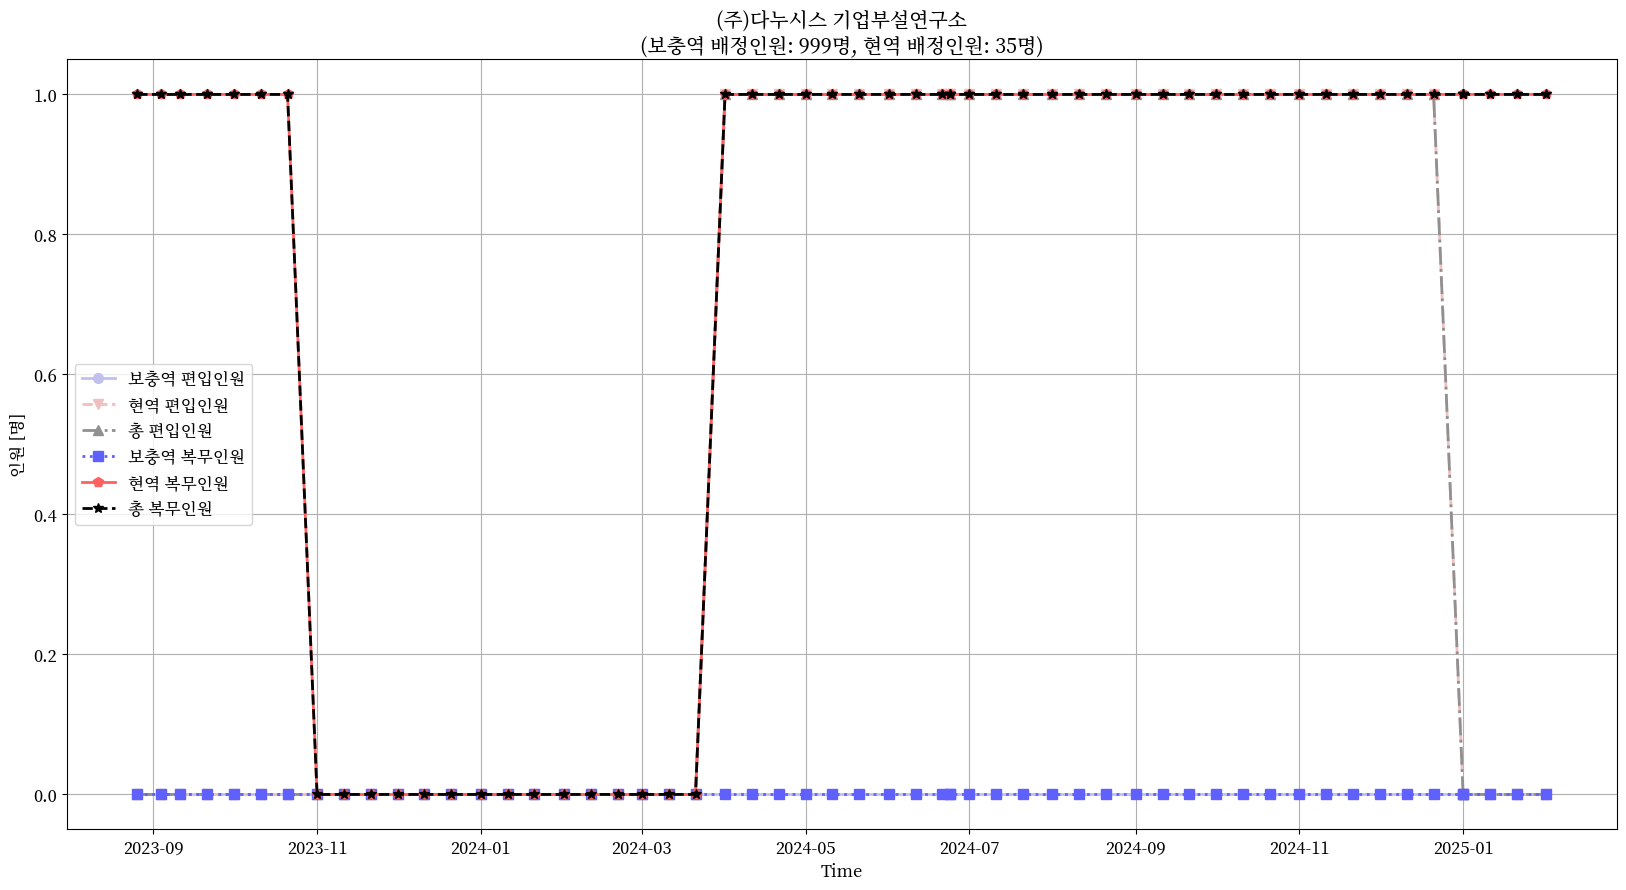 (주)다누시스 기업부설연구소
(보충역 배정인원: 999명, 현역 배정인원: 35명)
1.0
0.8
0.6
0.4
0.2
0.0
인원 [명]
보충역 편입인원
현역 편입인원
총 편입인원
보충역 복무인원
현역 복무인원
총 복무인원
2023-09
2023-11
2024-01
2024-03
2024-05
2024-07
2024-09
2024-11
2025-01
Time